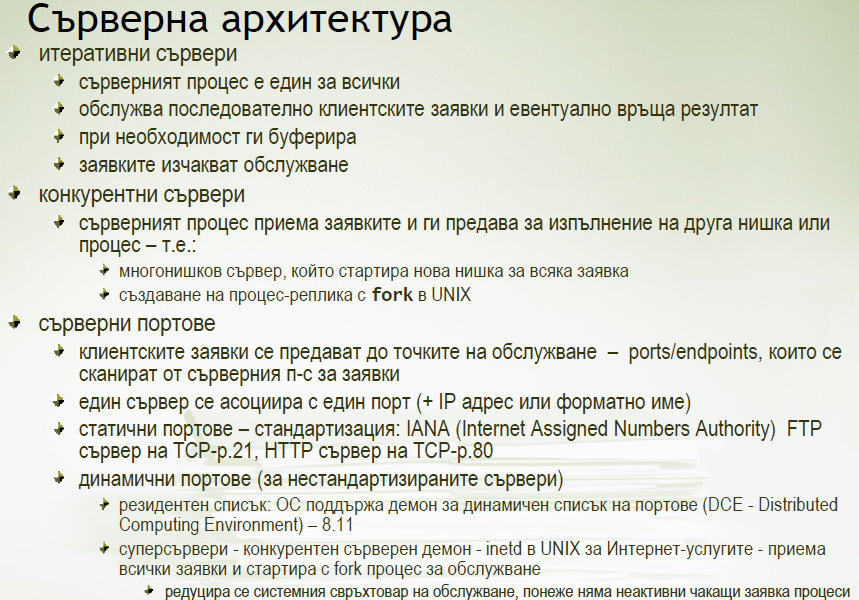 Сърверна архитектура
итеративни сървери
сърверният процес е един за всички
обслужва последователно клиентските заявки и евентуално връща резултат
при необходимост ги буферира
заявките изчакват обслужване
конкурентни сървери
сърверният процес приема заявките и ги предава за изпълнение на друга нишка или
процес – т.е.:
многонишков сървер, който стартира нова нишка за всяка заявка
създаване на процес-реплика с fork в UNIX
сърверни портове
клиентските заявки се предават до точките на обслужване – ports/endpoints, които се
сканират от сърверния п-с за заявки
един сървер се асоциира с един порт (+ IP адрес или форматно име)
статични портове – стандартизация: IANA (Internet Assigned Numbers Authority) FTP
сървер на TCP-p.21, HTTP сървер на TCP-p.80
динамични портове (за нестандартизираните сървери)
резидентен списък: ОС поддържа демон за динамичен списък на портове (DCE - Distributed
Computing Environment) – 8.11
суперсървери - конкурентен сърверен демон - inetd в UNIX за Интернет-услугите - приема
всички заявки и стартира с fork процес за обслужване
редуцира се системния свръхтовар на обслужване, понеже няма неактивни чакащи заявка процеси